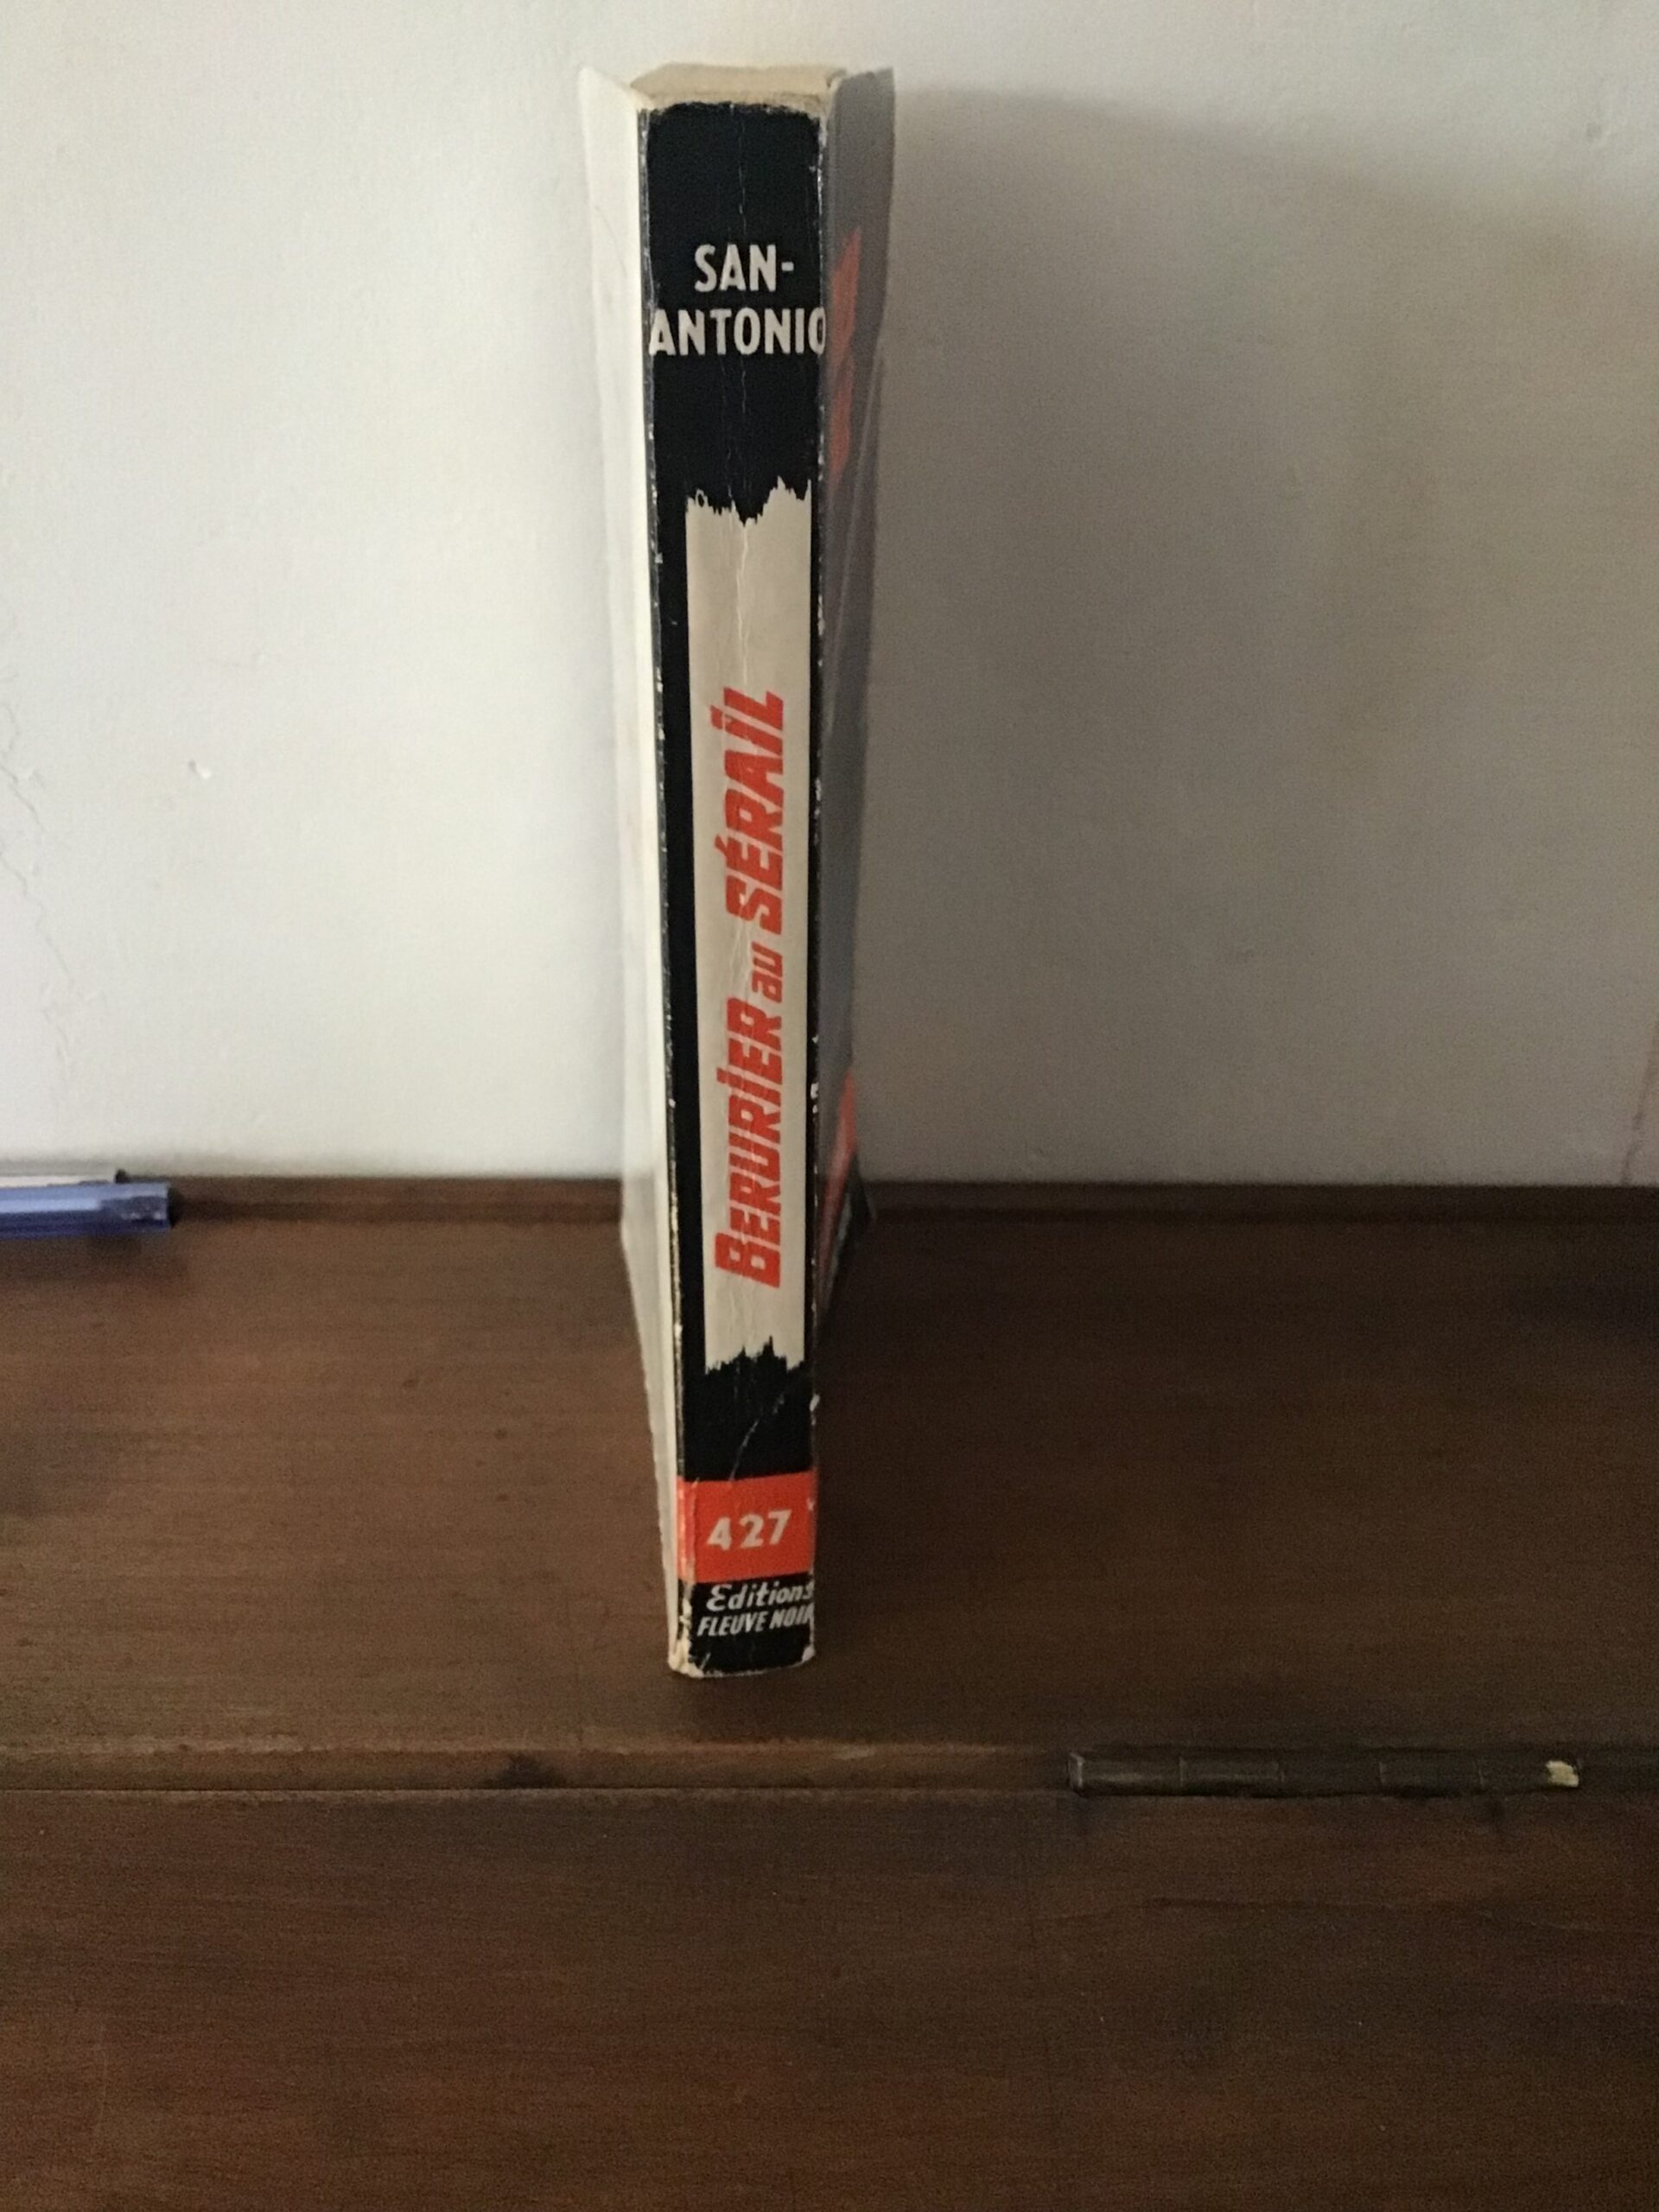 SAN-
ANTONIO
BERURIER au SÉRAIL
427
Editions
FLEUVE NOIR